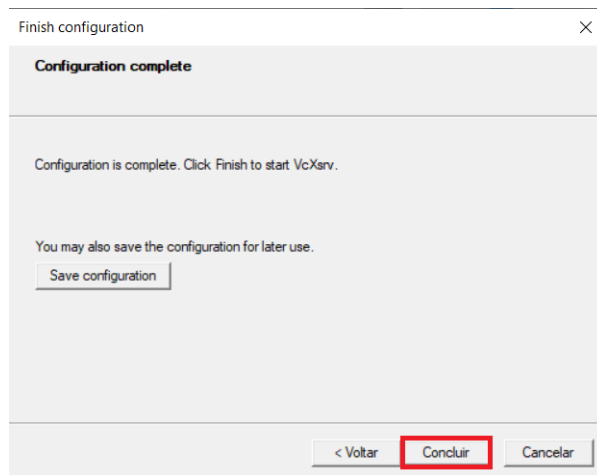 Finish configuration
Configuration complete
Configuration is complete. Click Finish to start VcXsrv.
You may also save the configuration for later use.
Save configuration
< Voltar
Concluir
Cancelar